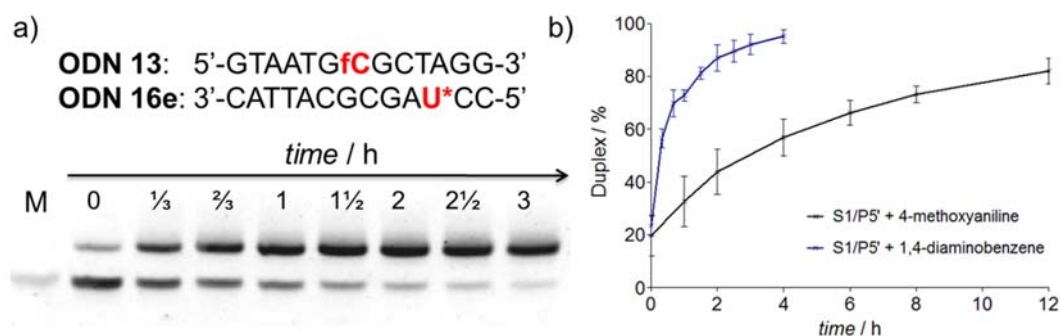 a)
ODN 13: 5'-GTAATGfCGCTAGG-3'
ODN 16e: 3'-CATTACGCGAU*CC-5'
time / h
M 0 ⅓ ⅔ 1 1½ 2 2½ 3
b)
100
80
60
40
20
0
Duplex / %
S1/P5' + 4-methoxyaniline
S1/P5' + 1,4-diaminobenzene
0 2 4 6 8 10 12
time / h